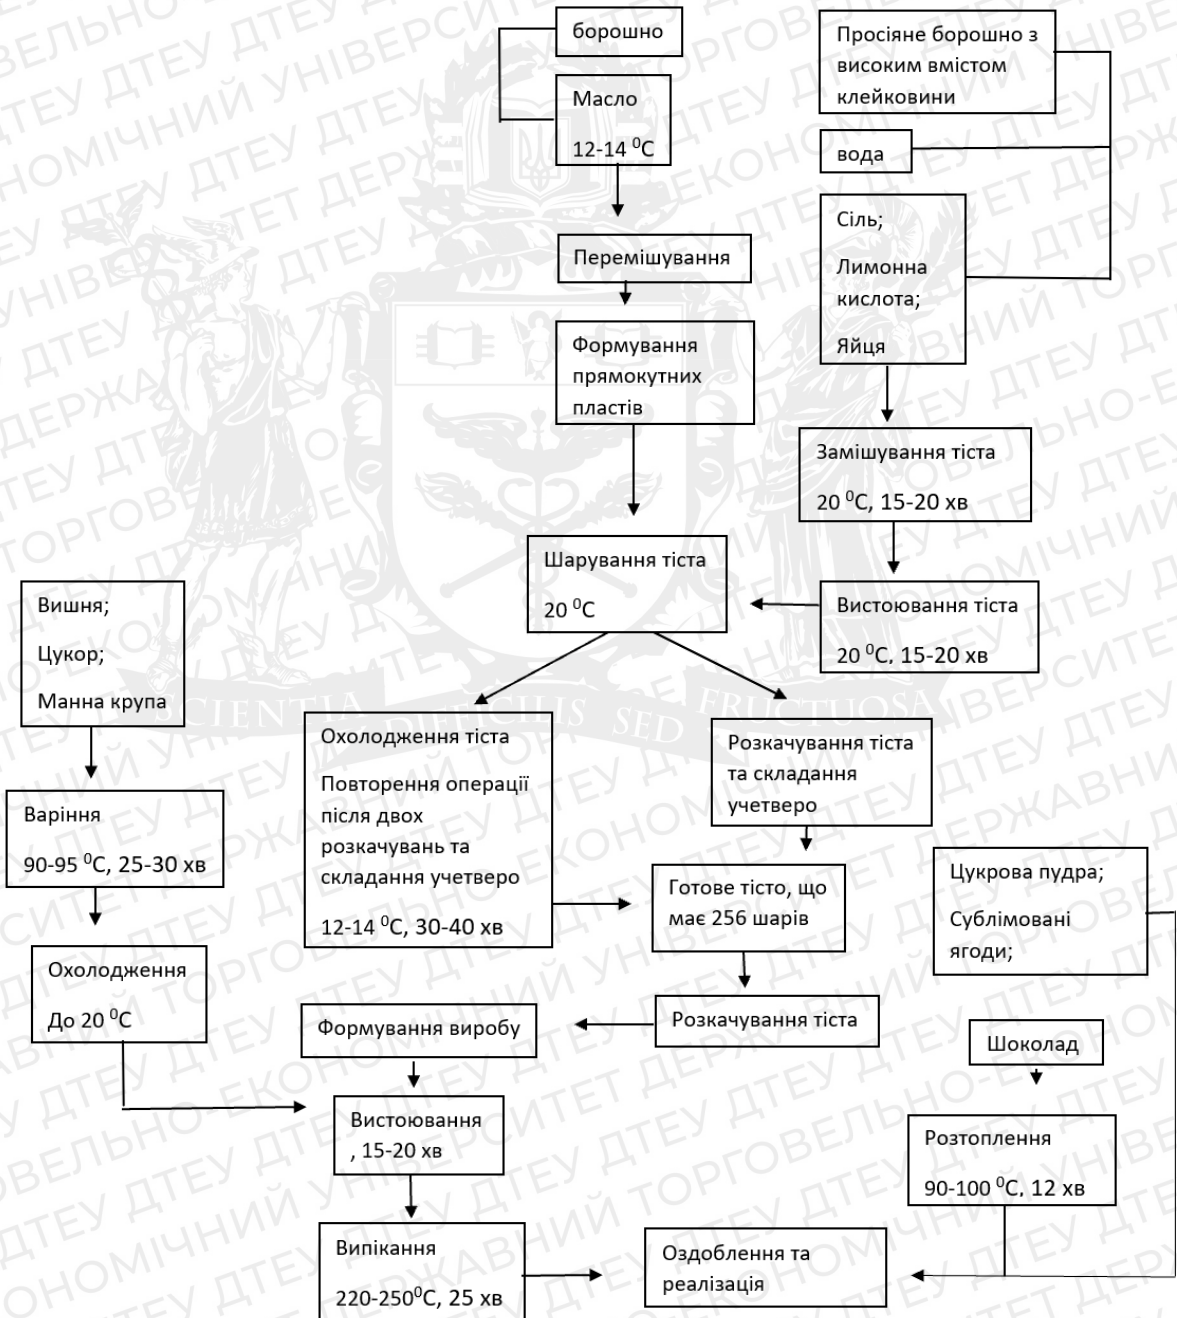 борошно
Масло
12-14 ⁰С
Перемішування
Формування
прямокутних
пластів
Просіяне борошно з
високим вмістом
клейковини
вода
Сіль;
Лимонна
кислота;
Яйця
Замішування тіста
20 ⁰С, 15-20 хв
Вистоювання тіста
20 ⁰С, 15-20 хв
Шарування тіста
20 ⁰С
Вишня;
Цукор;
Манна крупа
Варіння
90-95 ⁰С, 25-30 хв
Охолодження
До 20 ⁰С
Охолодження тіста
Повторення операції
після двох
розкачувань та
складання учетверо
12-14 ⁰С, 30-40 хв
Розкачування тіста
та складання
учетверо
Готове тісто, що
має 256 шарів
Розкачування тіста
Формування виробу
Вистоювання
, 15-20 хв
Випікання
220-250⁰С, 25 хв
Цукрова пудра;
Сублімовані
ягоди;
Шоколад
Розтоплення
90-100 ⁰С, 12 хв
Оздоблення та
реалізація
SCIENTIA DIFFICILIS SED FRUCTUOSA